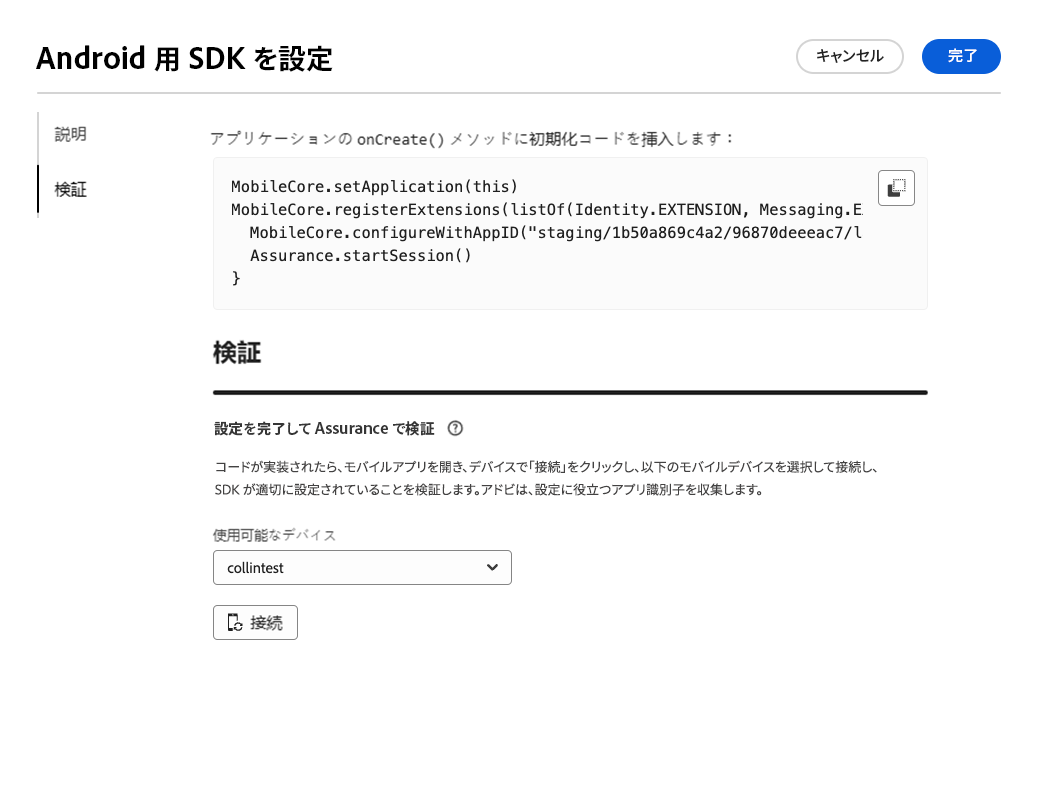 Android 用 SDK を設定
キャンセル
完了
説明
検証
アプリケーションの onCreate() メソッドに初期化コードを挿入します：
MobileCore.setApplication(this)
MobileCore.registerExtensions(listOf(Identity.EXTENSION, Messaging.E
MobileCore.configureWithAppID("staging/1b50a869c4a2/96870deeeac7/l
Assurance.startSession()
}
検証
設定を完了して Assurance で検証
コードが実装されたら、モバイルアプリを開き、デバイスで「接続」をクリックし、以下のモバイルデバイスを選択して接続し、
SDK が適切に設定されていることを検証します。アドビは、設定に役立つアプリ識別子を収集します。
使用可能なデバイス
collintest
接続